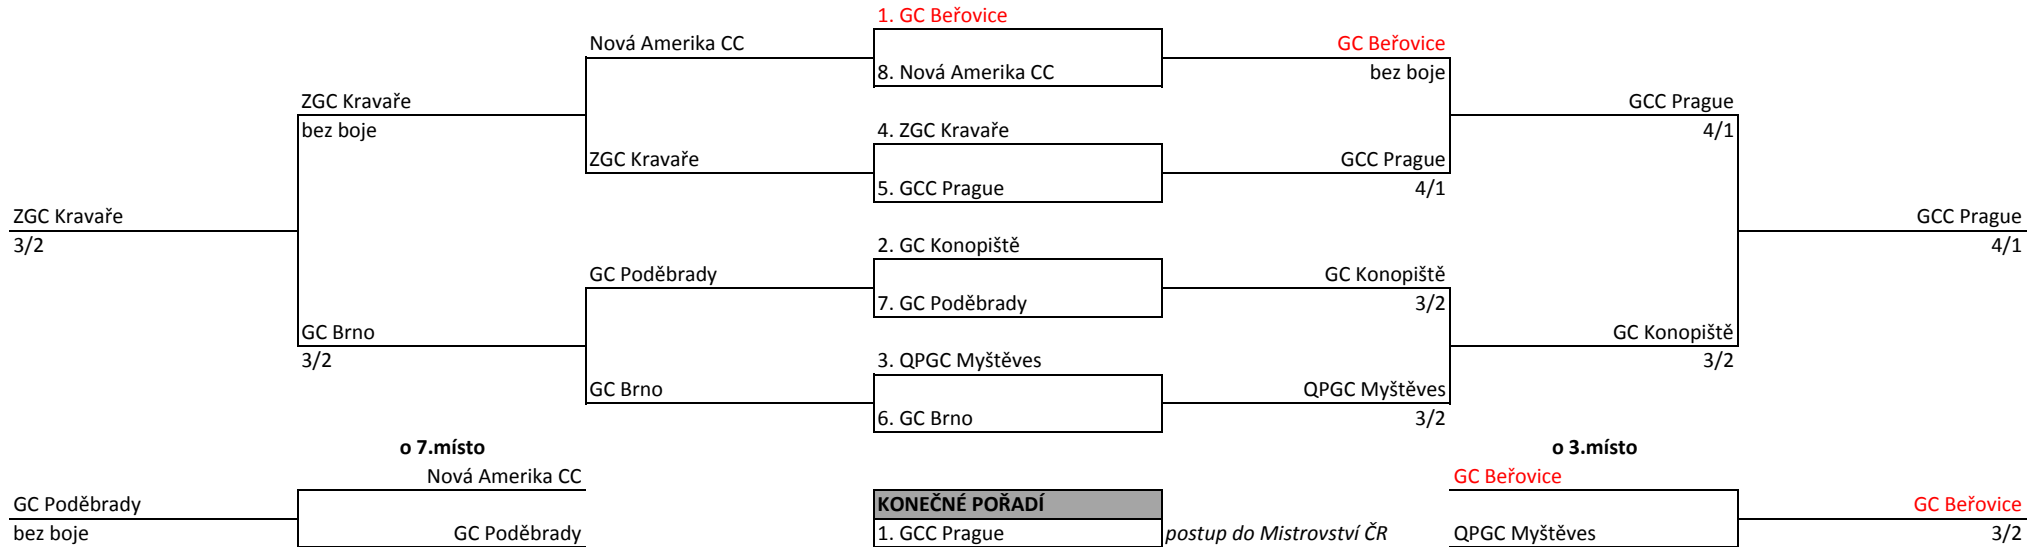 1. GC Beřovice
Nová Amerika CC
GC Beřovice
8. Nová Amerika CC
bez boje
ZGC Kravaře
GCC Prague
bez boje
4. ZGC Kravaře
4/1
ZGC Kravaře
GCC Prague
5. GCC Prague
4/1
ZGC Kravaře
GCC Prague
3/2
2. GC Konopiště
4/1
GC Poděbrady
GC Konopiště
7. GC Poděbrady
3/2
GC Brno
GC Konopiště
3/2
3. QPGC Myštěves
3/2
GC Brno
QPGC Myštěves
6. GC Brno
3/2
o 7.místo
o 3.místo
Nová Amerika CC
GC Beřovice
GC Poděbrady
KONEČNÉ POŘADÍ
GC Beřovice
bez boje
GC Poděbrady
1. GCC Prague
postup do Mistrovství ČR
QPGC Myštěves
3/2